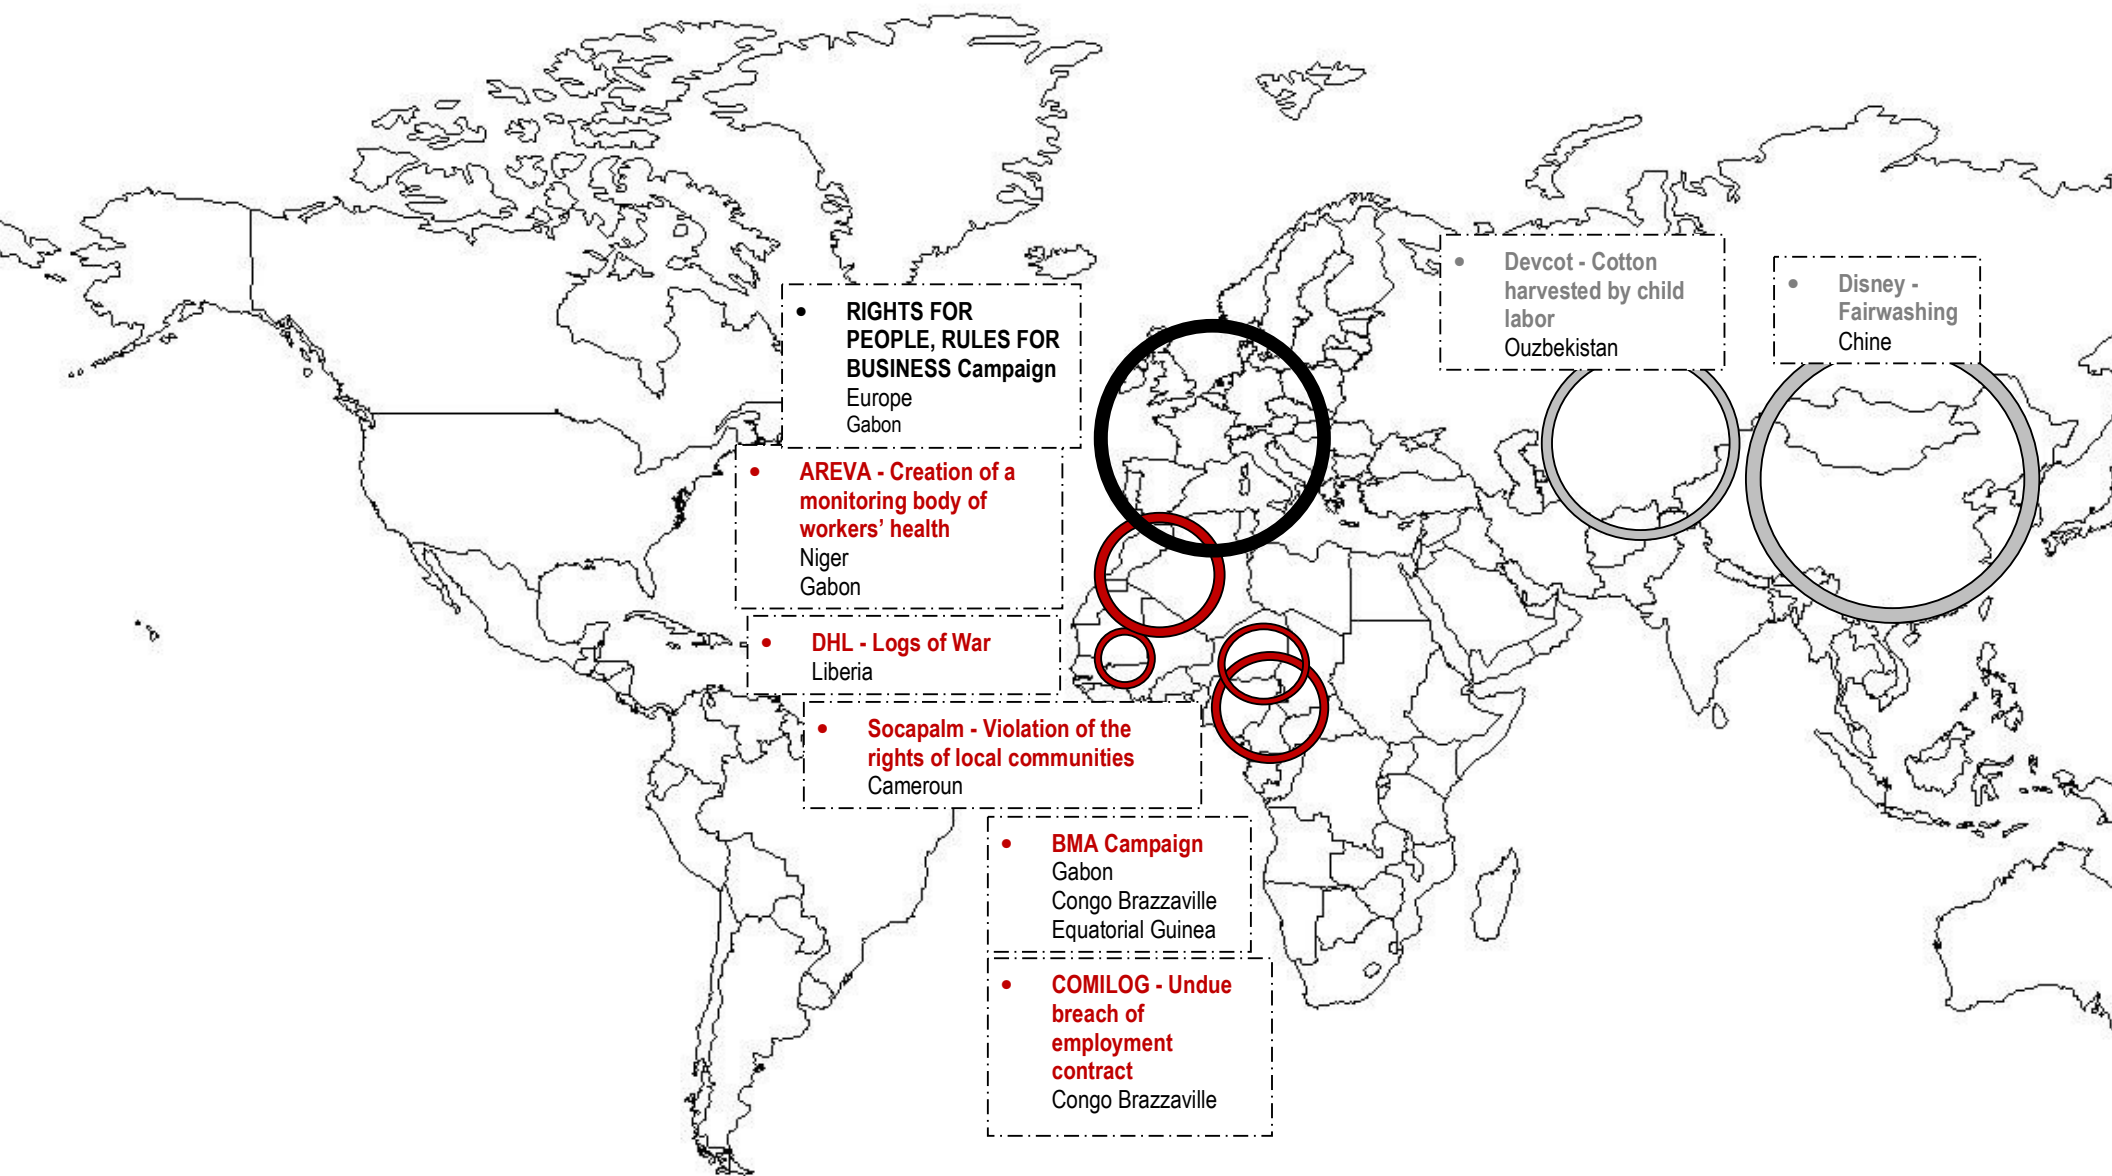 • RIGHTS FOR
PEOPLE, RULES FOR
BUSINESS Campaign
Europe
Gabon
• AREVA - Creation of a
monitoring body of
workers’ health
Niger
Gabon
• DHL - Logs of War
Liberia
• Socapalm - Violation of the
rights of local communities
Cameroun
• BMA Campaign
Gabon
Congo Brazzaville
Equatorial Guinea
• COMILOG - Undue
breach of
employment
contract
Congo Brazzaville
• Devcot - Cotton
harvested by child
labor
Ouzbekistan
• Disney -
Fairwashing
Chine